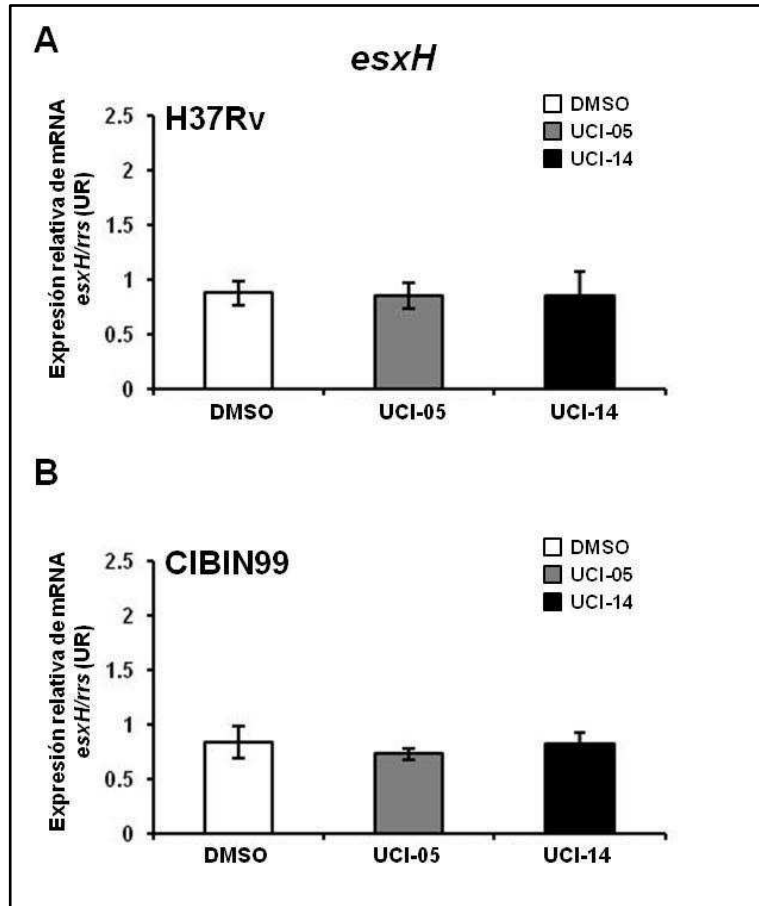 A
esxH
H37Rv
DMSO
UCI-05
UCI-14
Expresión relativa de mRNA
esxH/rrs (UR)
2.5
2
1.5
1
0.5
0
DMSO
UCI-05
UCI-14
B
CIBIN99
DMSO
UCI-05
UCI-14
Expresión relativa de mRNA
esxH/rrs (UR)
2.5
2
1.5
1
0.5
0
DMSO
UCI-05
UCI-14